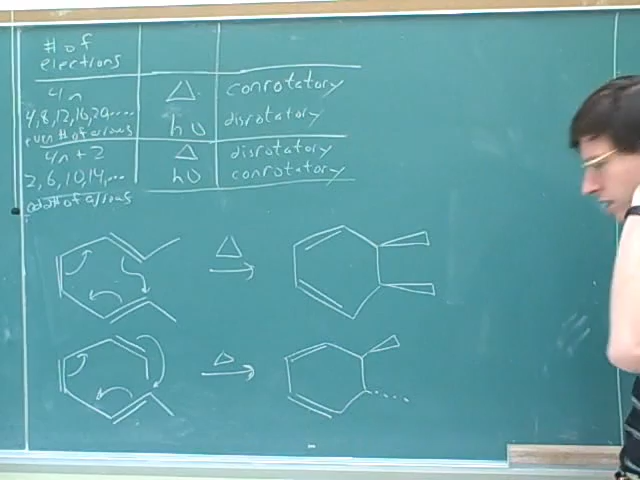 # of
electrons
4n Δ conrotatory
4,8,12,16,20,.... hυ disrotatory
even # of arrows
4n + 2 Δ disrotatory
2,6,10,14,... hυ conrotatory
odd # of arrows
Δ
Δ